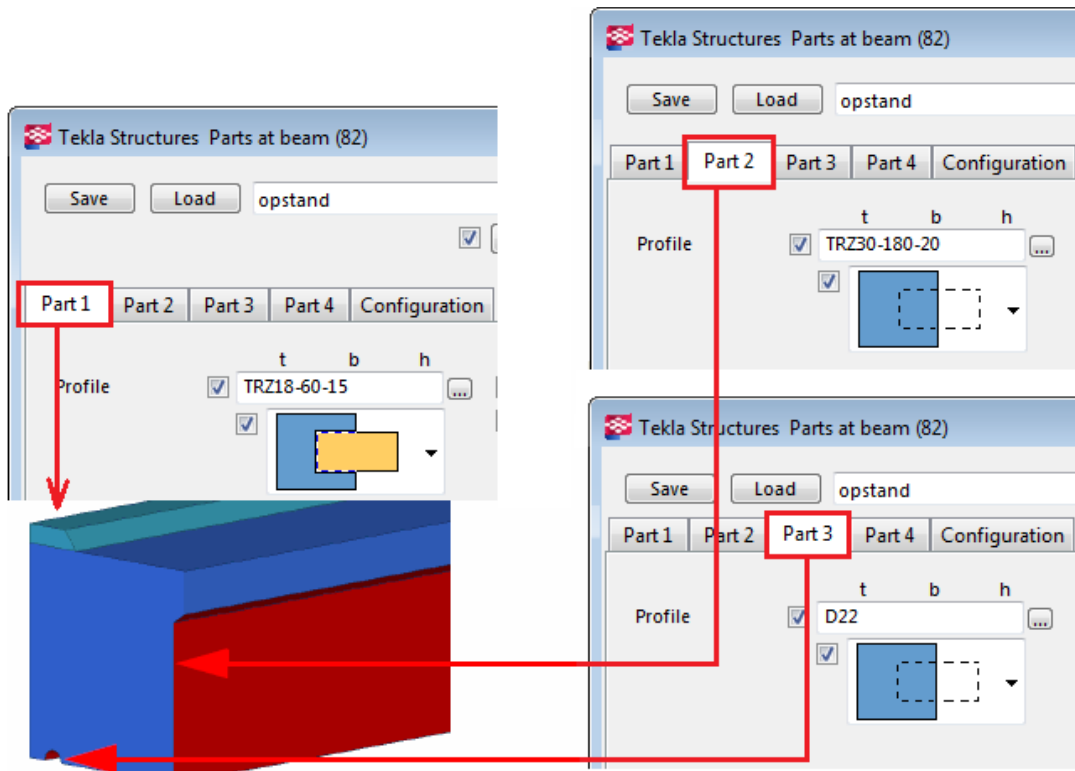 Tekla Structures Parts at beam (82)
Save Load opstand
Part 1 Part 2 Part 3 Part 4 Configuration
t b h
Profile TRZ18-60-15 ...
Tekla Structures Parts at beam (82)
Save Load opstand
Part 1 Part 2 Part 3 Part 4 Configuration
t b h
Profile TRZ30-180-20 ...
Tekla Structures Parts at beam (82)
Save Load opstand
Part 1 Part 2 Part 3 Part 4 Configuration
t b h
Profile D22 ...